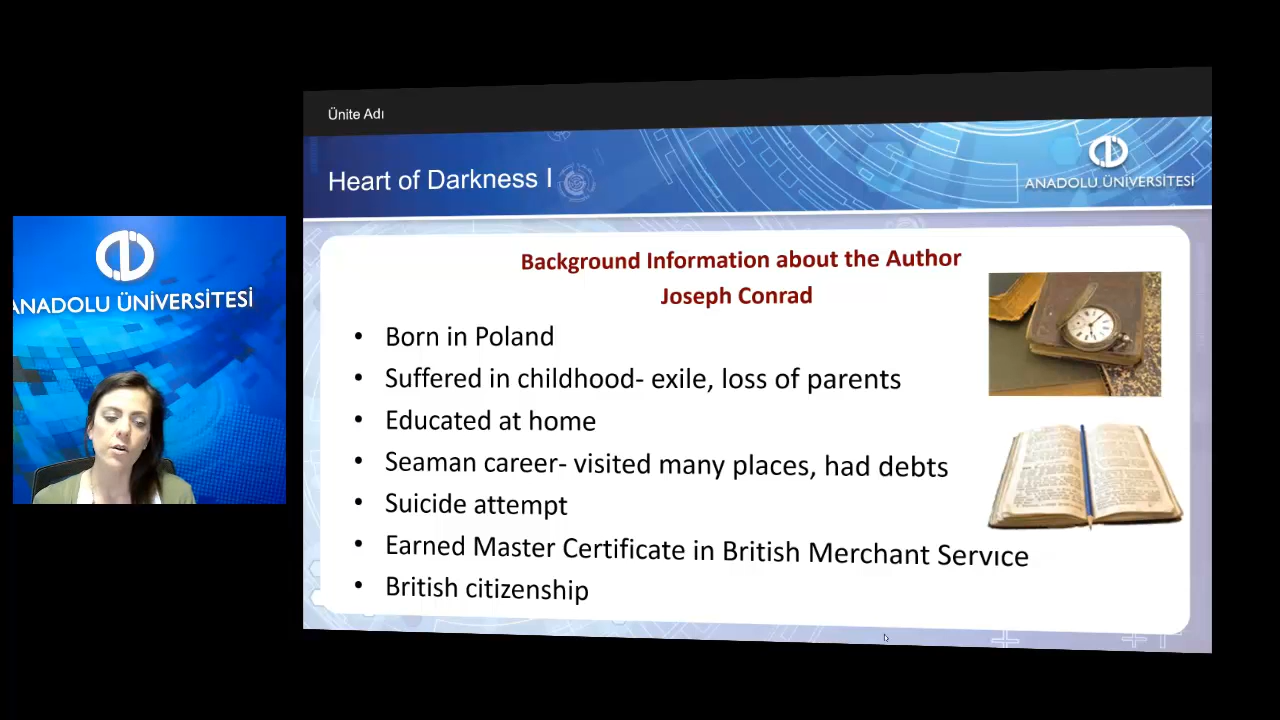 Ünite Adı
Heart of Darkness I
ANADOLU ÜNİVERSİTESİ
ANADOLU ÜNİVERSİTESİ
Background Information about the Author
Joseph Conrad
• Born in Poland
• Suffered in childhood- exile, loss of parents
• Educated at home
• Seaman career- visited many places, had debts
• Suicide attempt
• Earned Master Certificate in British Merchant Service
• British citizenship